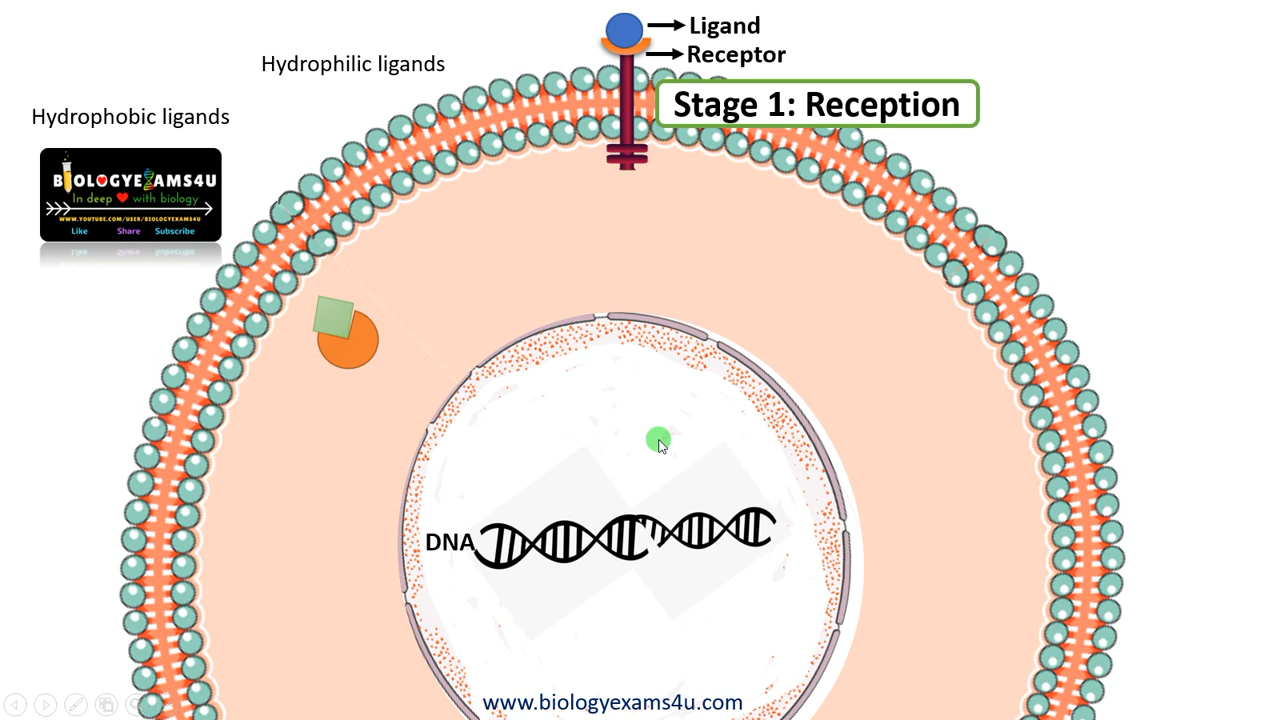 Ligand
Receptor
Hydrophilic ligands
Stage 1: Reception
Hydrophobic ligands
BIOLOGYEXAMS4U
In deep with biology
WWW.YOUTUBE.COM/USER/BIOLOGYEXAMS4U
Like Share Subscribe
DNA
www.biologyexams4u.com